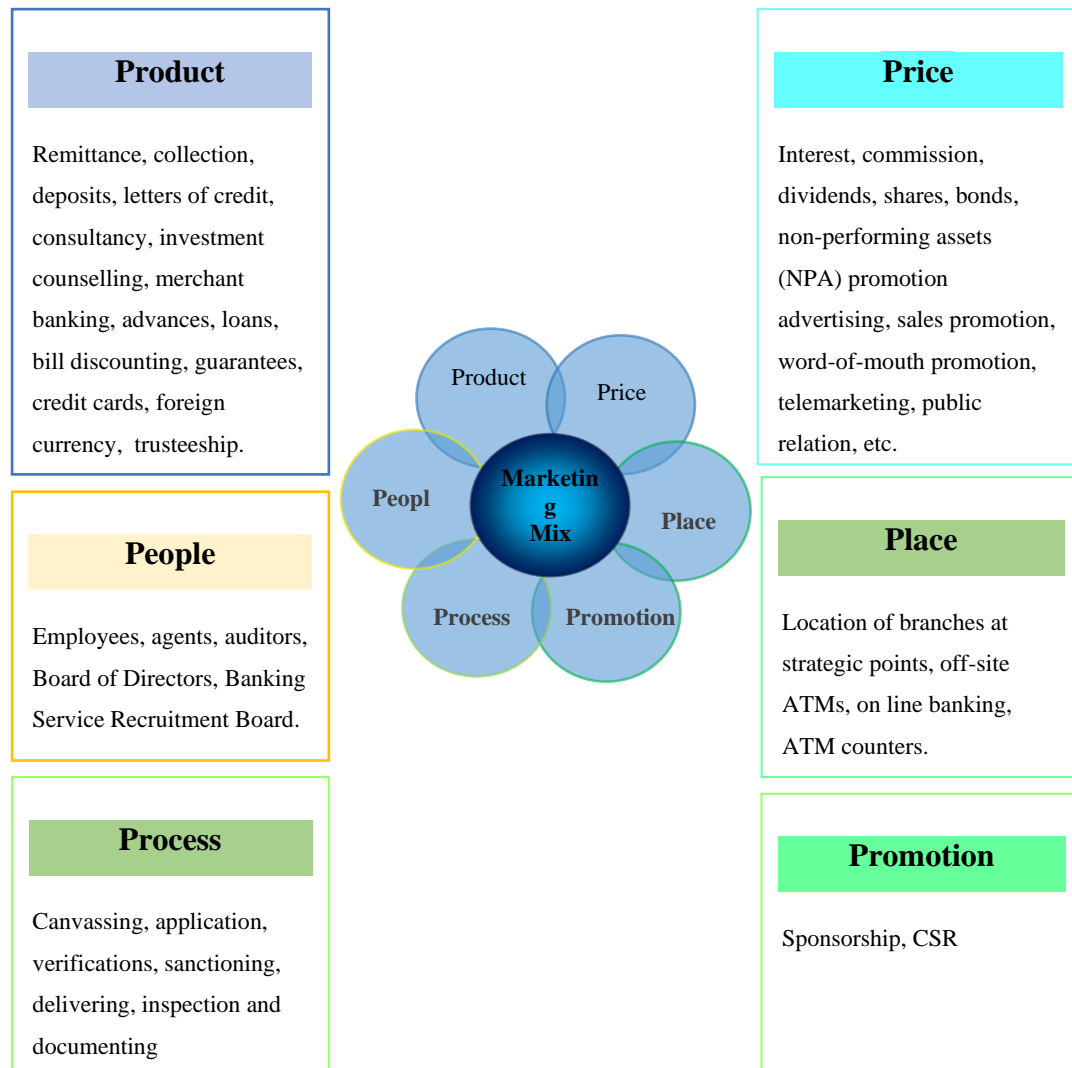 Product
Remittance, collection,
deposits, letters of credit,
consultancy, investment
counselling, merchant
banking, advances, loans,
bill discounting, guarantees,
credit cards, foreign
currency, trusteeship.
People
Employees, agents, auditors,
Board of Directors, Banking
Service Recruitment Board.
Process
Canvassing, application,
verifications, sanctioning,
delivering, inspection and
documenting
Product
Price
Peopl
Marketin
g
Mix
Place
Process
Promotion
Price
Interest, commission,
dividends, shares, bonds,
non-performing assets
(NPA) promotion
advertising, sales promotion,
word-of-mouth promotion,
telemarketing, public
relation, etc.
Place
Location of branches at
strategic points, off-site
ATMs, on line banking,
ATM counters.
Promotion
Sponsorship, CSR